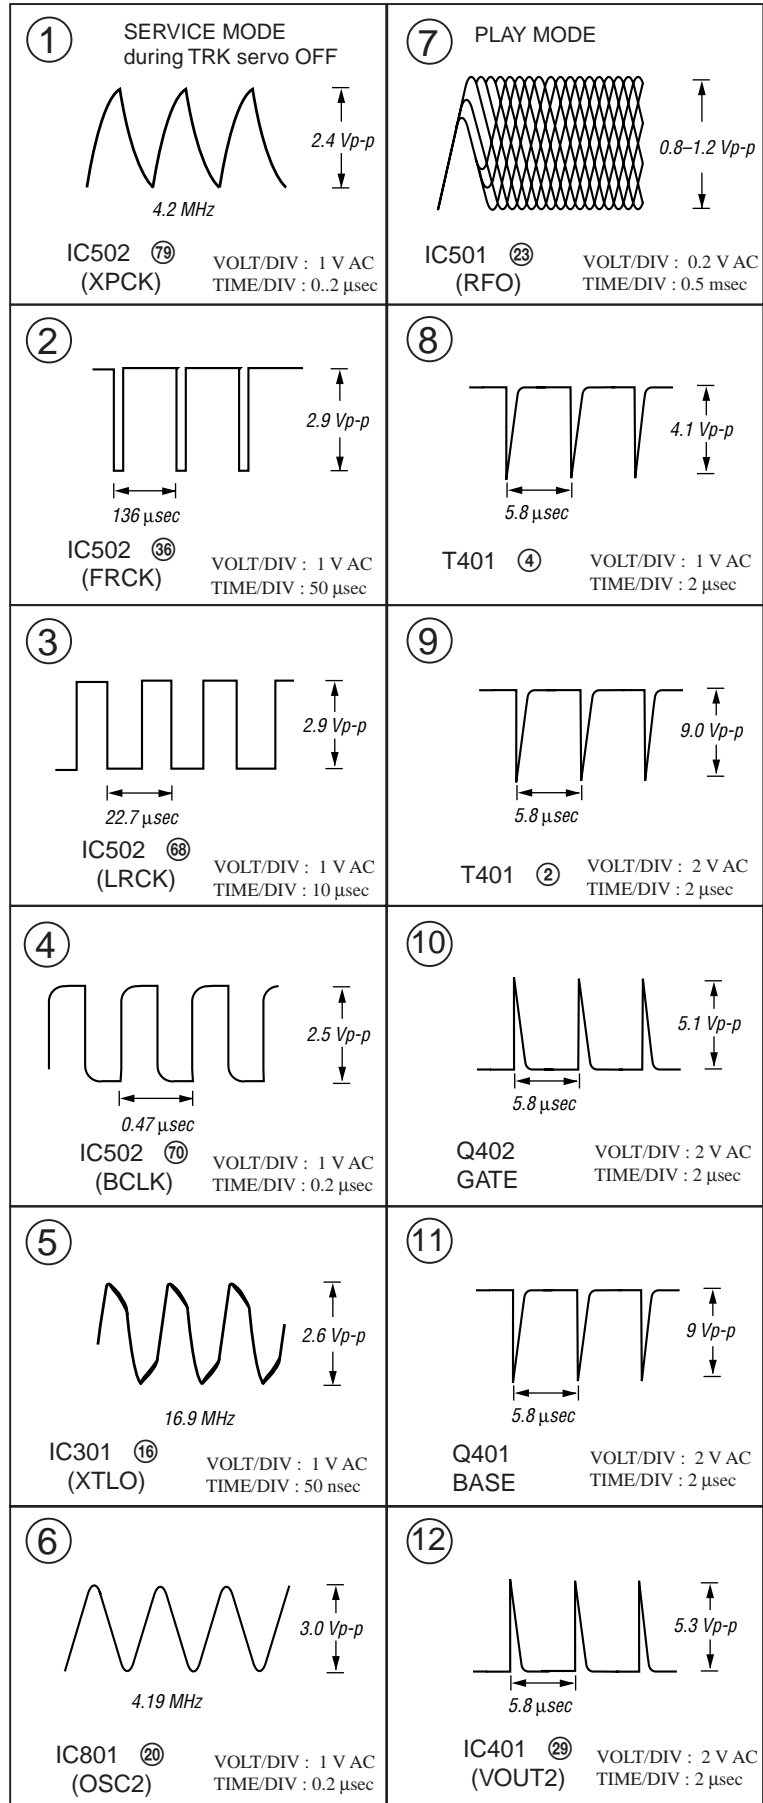 1
SERVICE MODE
during TRK servo OFF
2.4 Vp-p
4.2 MHz
IC502 79
(XPCK)
VOLT/DIV : 1 V AC
TIME/DIV : 0..2 µsec
2
2.9 Vp-p
136 µsec
IC502 36
(FRCK)
VOLT/DIV : 1 V AC
TIME/DIV : 50 µsec
3
2.9 Vp-p
22.7 µsec
IC502 68
(LRCK)
VOLT/DIV : 1 V AC
TIME/DIV : 10 µsec
4
2.5 Vp-p
0.47 µsec
IC502 70
(BCLK)
VOLT/DIV : 1 V AC
TIME/DIV : 0.2 µsec
5
2.6 Vp-p
16.9 MHz
IC301 16
(XTLO)
VOLT/DIV : 1 V AC
TIME/DIV : 50 nsec
6
3.0 Vp-p
4.19 MHz
IC801 20
(OSC2)
VOLT/DIV : 1 V AC
TIME/DIV : 0.2 µsec
7
PLAY MODE
0.8–1.2 Vp-p
IC501 23
(RFO)
VOLT/DIV : 0.2 V AC
TIME/DIV : 0.5 msec
8
4.1 Vp-p
5.8 µsec
T401 4
VOLT/DIV : 1 V AC
TIME/DIV : 2 µsec
9
9.0 Vp-p
5.8 µsec
T401 2
VOLT/DIV : 2 V AC
TIME/DIV : 2 µsec
10
5.1 Vp-p
5.8 µsec
Q402
GATE
VOLT/DIV : 2 V AC
TIME/DIV : 2 µsec
11
9 Vp-p
5.8 µsec
Q401
BASE
VOLT/DIV : 2 V AC
TIME/DIV : 2 µsec
12
5.3 Vp-p
5.8 µsec
IC401 29
(VOUT2)
VOLT/DIV : 2 V AC
TIME/DIV : 2 µsec